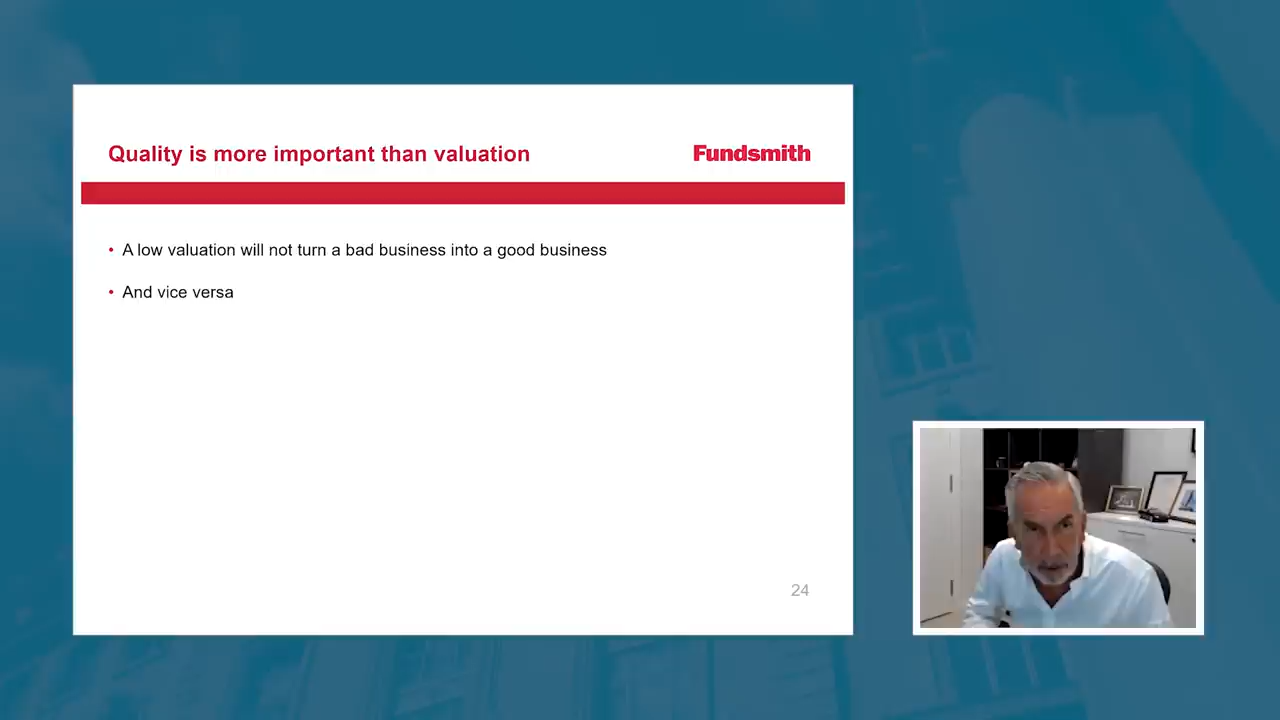 Quality is more important than valuation
Fundsmith
• A low valuation will not turn a bad business into a good business
• And vice versa
24